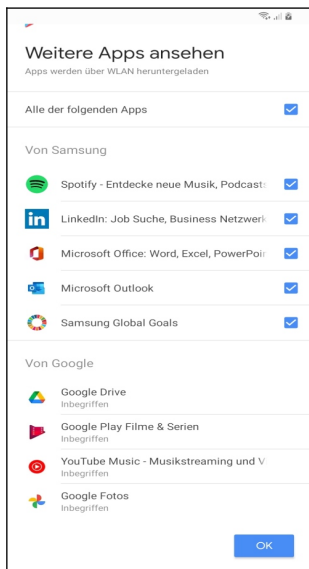 Weitere Apps ansehen
Apps werden über WLAN heruntergeladen
Alle der folgenden Apps
Von Samsung
Spotify - Entdecke neue Musik, Podcasts
in LinkedIn: Job Suche, Business Netzwerk
Microsoft Office: Word, Excel, PowerPoin
Microsoft Outlook
Samsung Global Goals
Von Google
Google Drive
Inbegriffen
Google Play Filme & Serien
Inbegriffen
YouTube Music - Musikstreaming und V
Inbegriffen
Google Fotos
Inbegriffen
OK